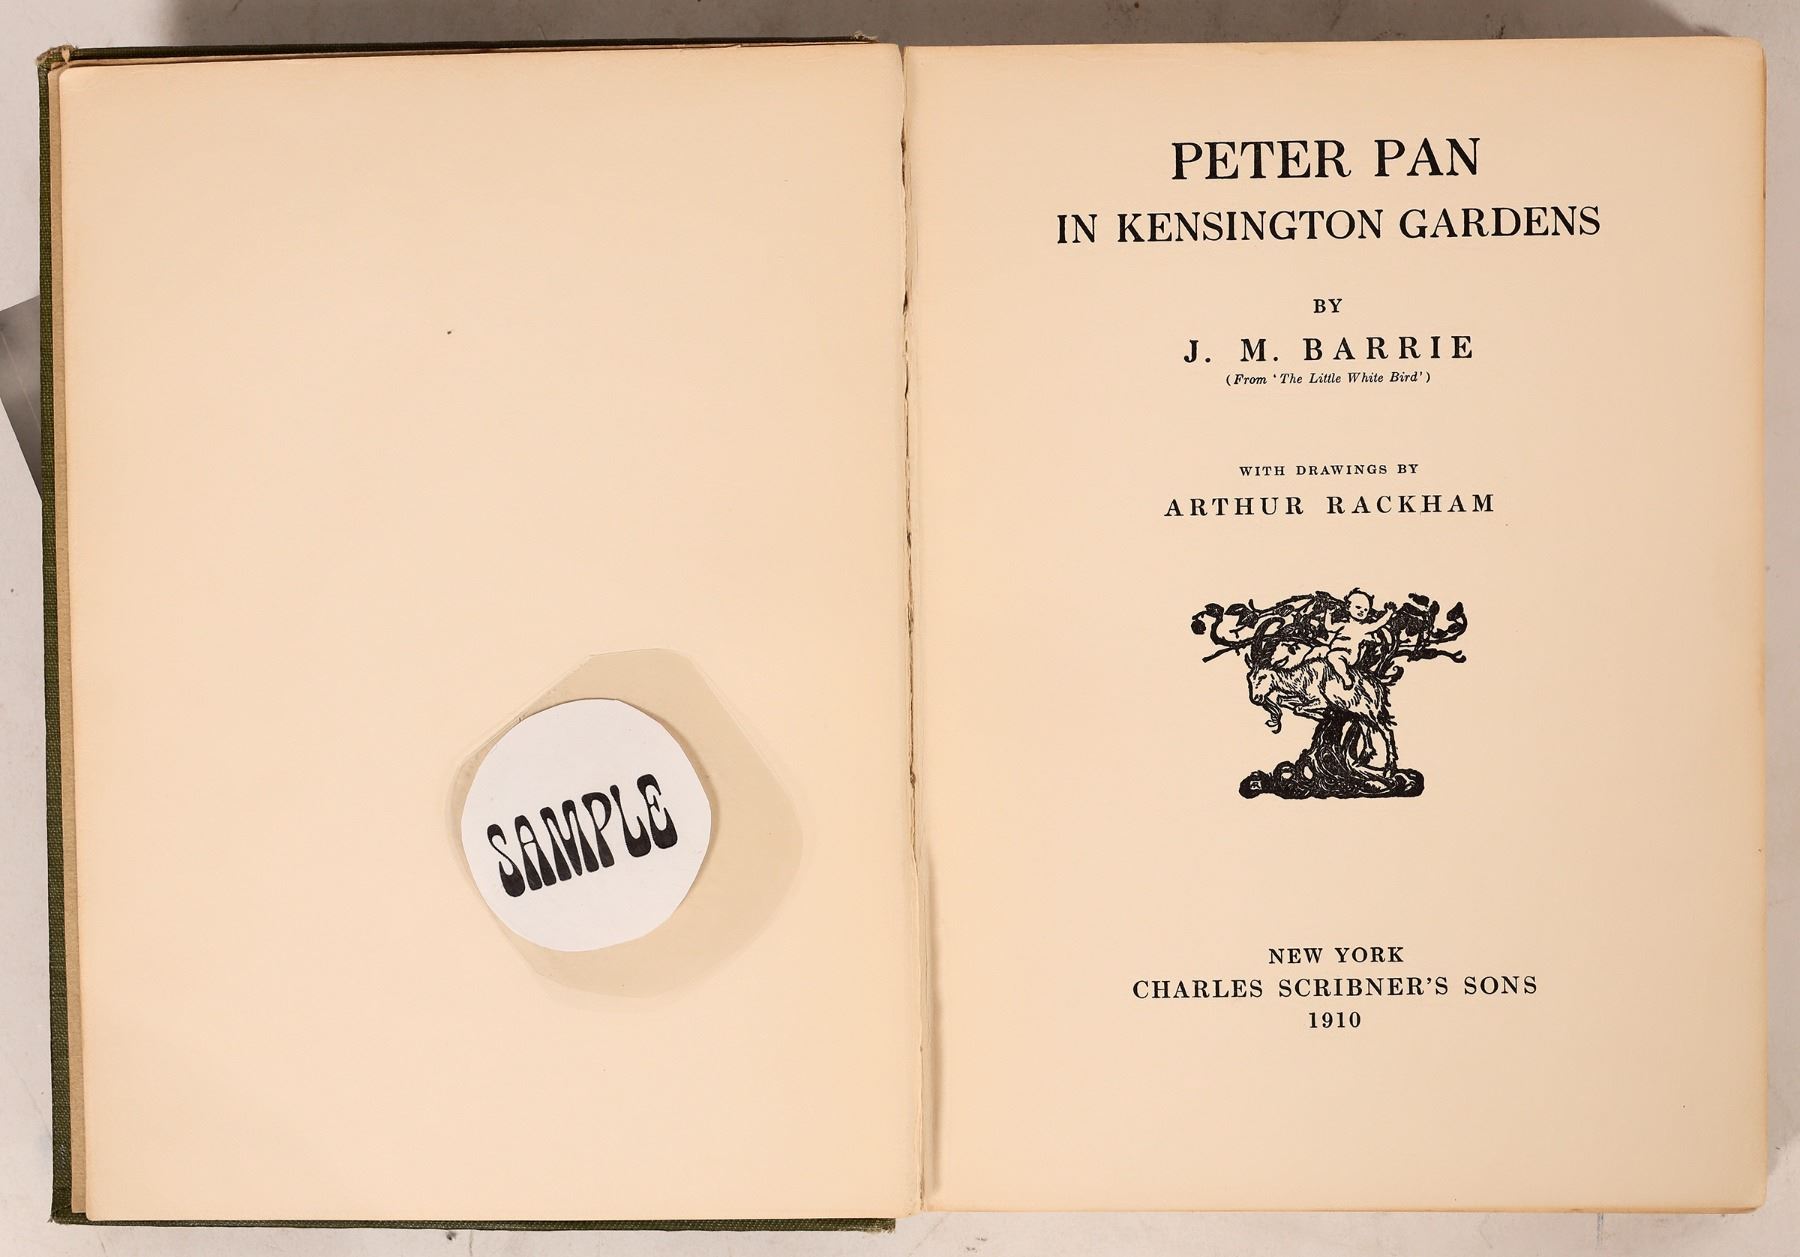 SAMPLE
PETER PAN
IN KENSINGTON GARDENS
BY
J. M. BARRIE
(From ‘The Little White Bird’)
WITH DRAWINGS BY
ARTHUR RACKHAM
NEW YORK
CHARLES SCRIBNER’S SONS
1910